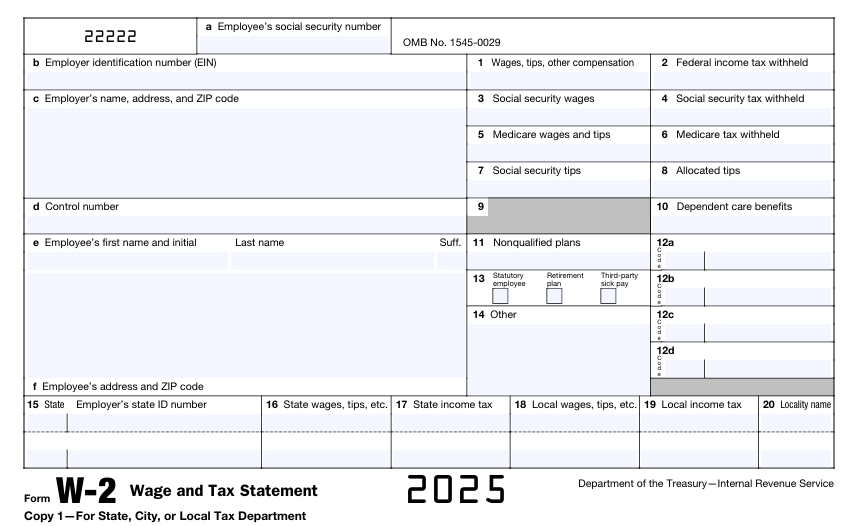 22222
a Employee's social security number
OMB No. 1545-0029
b Employer identification number (EIN)
1 Wages, tips, other compensation
2 Federal income tax withheld
c Employer's name, address, and ZIP code
3 Social security wages
4 Social security tax withheld
5 Medicare wages and tips
6 Medicare tax withheld
7 Social security tips
8 Allocated tips
d Control number
9
10 Dependent care benefits
e Employee's first name and initial
Last name
Suff.
11 Nonqualified plans
12a
Code
13 Statutory employee
Retirement plan
Third-party sick pay
12b
Code
14 Other
12c
Code
12d
Code
f Employee's address and ZIP code
15 State Employer's state ID number
16 State wages, tips, etc.
17 State income tax
18 Local wages, tips, etc.
19 Local income tax
20 Locality name
Form W-2 Wage and Tax Statement
2025
Department of the Treasury—Internal Revenue Service
Copy 1—For State, City, or Local Tax Department